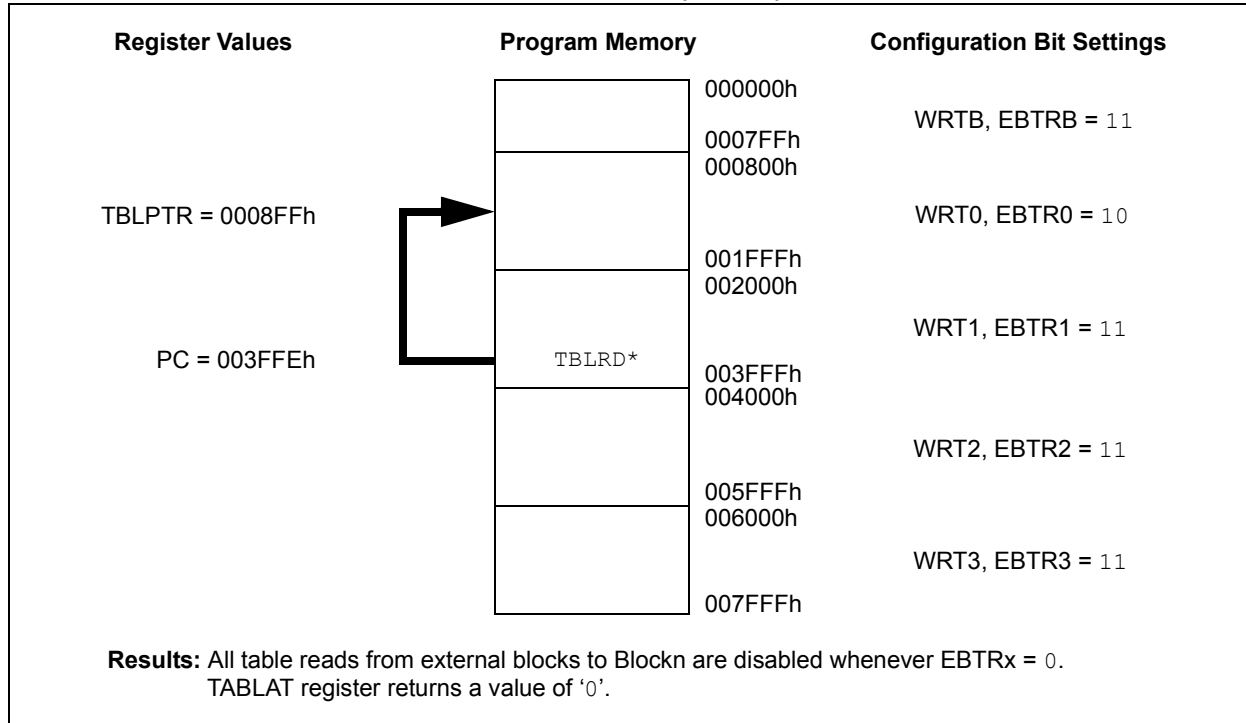 Register Values Program Memory Configuration Bit Settings
000000h
WRTB, EBTRB = 11
0007FFh
000800h
TBLPTR = 0008FFh WRT0, EBTR0 = 10
001FFFh
002000h
WRT1, EBTR1 = 11
PC = 003FFEh TBLRD*
003FFFh
004000h
WRT2, EBTR2 = 11
005FFFh
006000h
WRT3, EBTR3 = 11
007FFFh
Results: All table reads from external blocks to Blockn are disabled whenever EBTRx = 0.
TABLAT register returns a value of ‘0’.